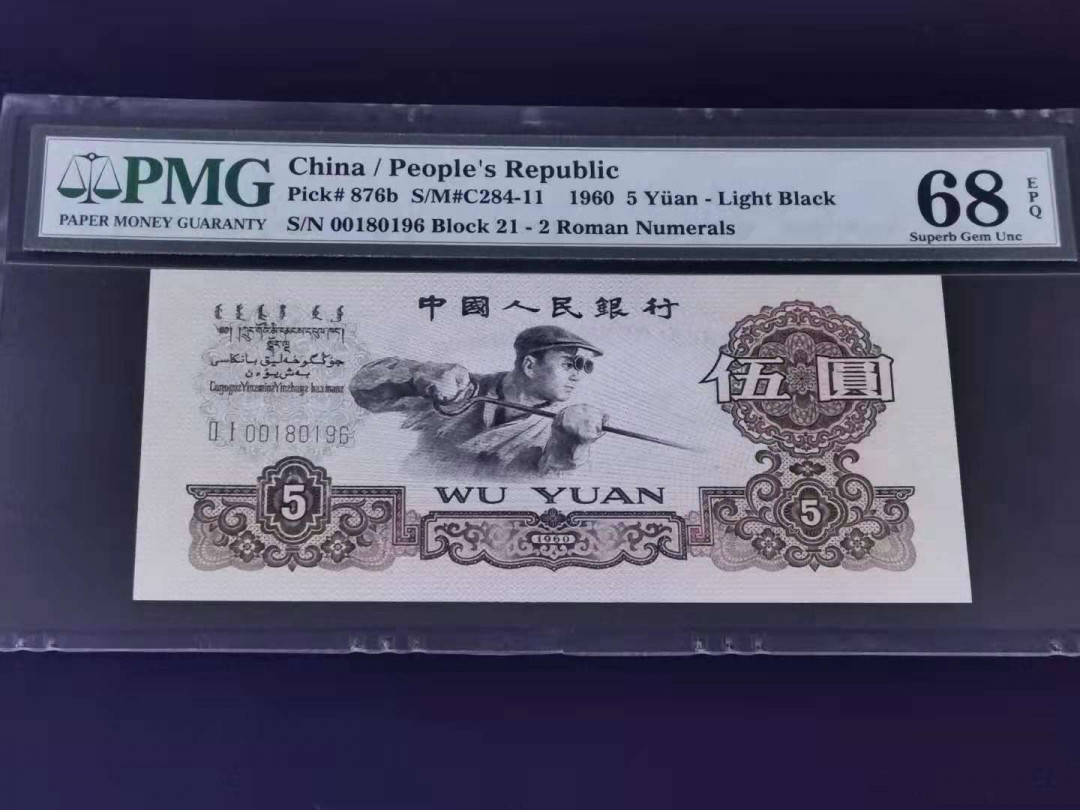 PMG
PAPER MONEY GUARANTY
China / People's Republic
Pick# 876b S/M#C284-11 1960 5 Yüan - Light Black
S/N 00180196 Block 21 - 2 Roman Numerals
68
EPQ
Superb Gem Unc
中國人民銀行
伍圓
00180196
WU YUAN
5
1960
5